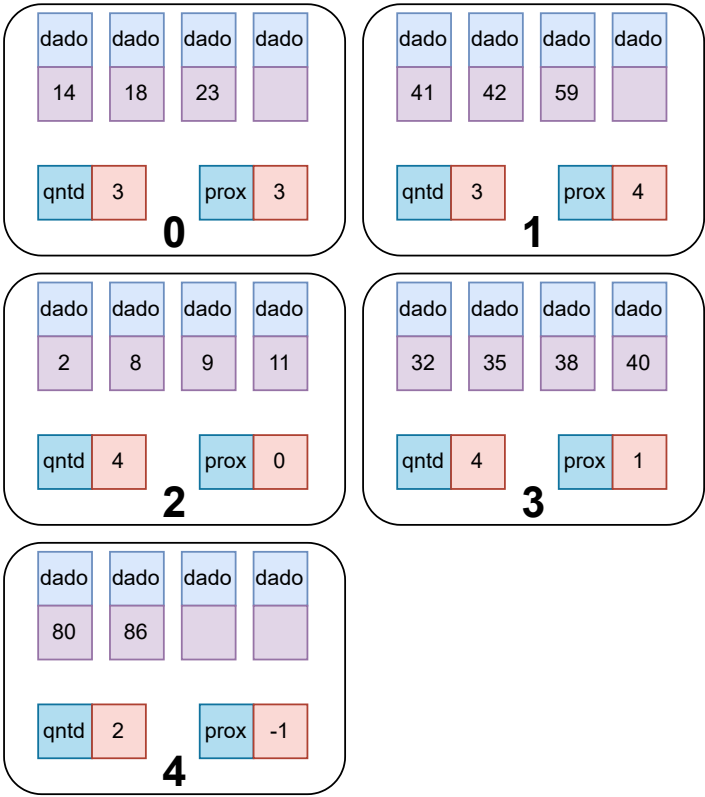 dado dado dado dado
14 18 23
qntd 3 prox 3
0
dado dado dado dado
41 42 59
qntd 3 prox 4
1
dado dado dado dado
2 8 9 11
qntd 4 prox 0
2
dado dado dado dado
32 35 38 40
qntd 4 prox 1
3
dado dado dado dado
80 86
qntd 2 prox -1
4